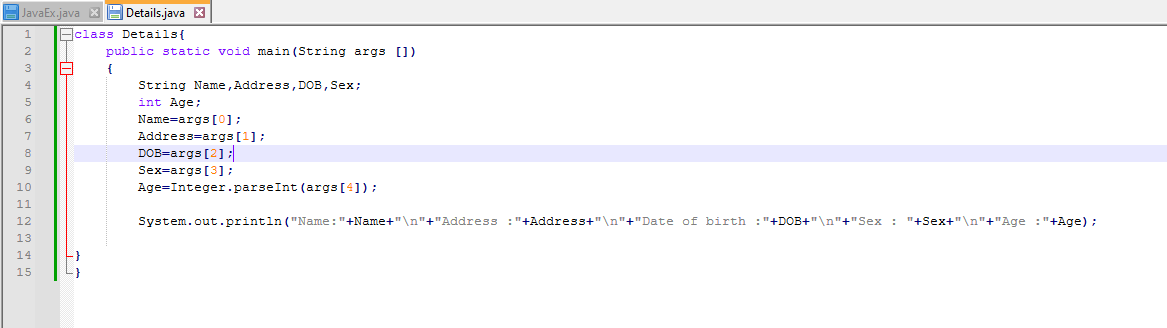 JavaEx.java Details.java
1 class Details{
2 public static void main(String args [])
3 {
4 String Name,Address,DOB,Sex;
5 int Age;
6 Name=args[0];
7 Address=args[1];
8 DOB=args[2];
9 Sex=args[3];
10 Age=Integer.parseInt(args[4]);
11
12 System.out.println("Name:"+Name+"\n"+"Address :"+Address+"\n"+"Date of birth :"+DOB+"\n"+"Sex : "+Sex+"\n"+"Age :"+Age);
13
14 }
15 }